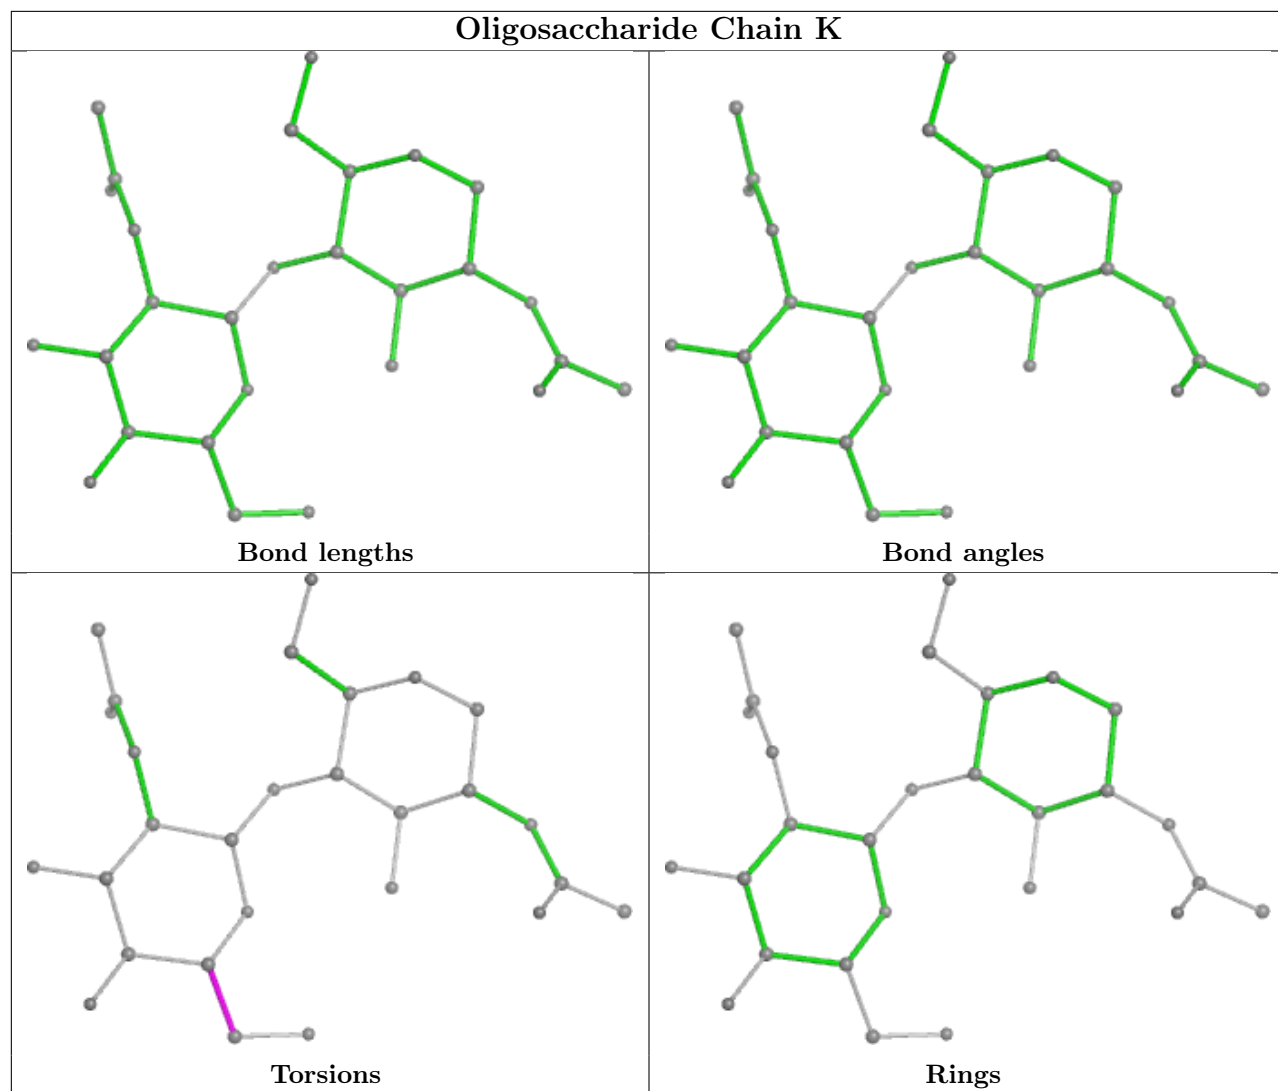 Oligosaccharide Chain K
Bond lengths
Bond angles
Torsions
Rings